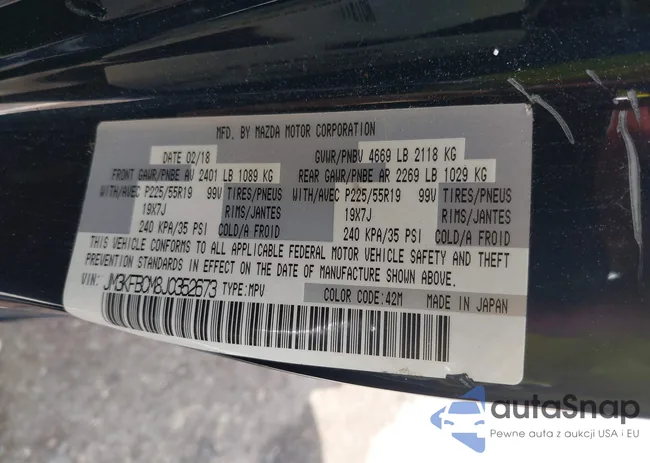 MFD. BY MAZDA MOTOR CORPORATION
DATE 02/18 GVWR/PNBV 4669 LB 2118 KG
FRONT GAWR/PNBE AV 2401 LB 1089 KG REAR GAWR/PNBE AR 2269 LB 1029 KG
WITH/AVEC P225/55R19 99V TIRES/PNEUS WITH/AVEC P225/55R19 99V TIRES/PNEUS
19X7J RIMS/JANTES 19X7J RIMS/JANTES
240 KPA/35 PSI COLD/A FROID 240 KPA/35 PSI COLD/A FROID
THIS VEHICLE CONFORMS TO ALL APPLICABLE FEDERAL MOTOR VEHICLE SAFETY AND THEFT
PREVENTION STANDARDS IN EFFECT ON THE DATE OF MANUFACTURE SHOWN ABOVE.
VIN: JM3KFBCM8J0352673 TYPE: MPV COLOR CODE: 42M MADE IN JAPAN
autaSnap
Pewne auta z aukcji USA i EU